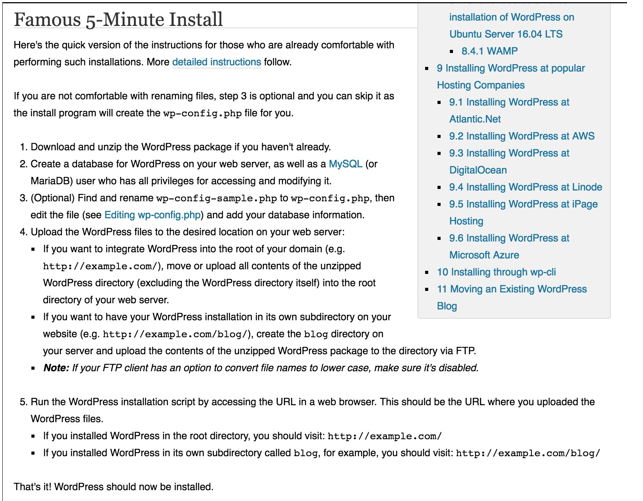 Famous 5-Minute Install
Here's the quick version of the instructions for those who are already comfortable with
performing such installations. More detailed instructions follow.
If you are not comfortable with renaming files, step 3 is optional and you can skip it as
the install program will create the wp-config.php file for you.
1. Download and unzip the WordPress package if you haven't already.
2. Create a database for WordPress on your web server, as well as a MySQL (or
MariaDB) user who has all privileges for accessing and modifying it.
3. (Optional) Find and rename wp-config-sample.php to wp-config.php, then
edit the file (see Editing wp-config.php) and add your database information.
4. Upload the WordPress files to the desired location on your web server:
▪ If you want to integrate WordPress into the root of your domain (e.g.
http://example.com/), move or upload all contents of the unzipped
WordPress directory (excluding the WordPress directory itself) into the root
directory of your web server.
▪ If you want to have your WordPress installation in its own subdirectory on your
website (e.g. http://example.com/blog/), create the blog directory on
your server and upload the contents of the unzipped WordPress package to the directory via FTP.
▪ Note: If your FTP client has an option to convert file names to lower case, make sure it's disabled.
5. Run the WordPress installation script by accessing the URL in a web browser. This should be the URL where you uploaded the
WordPress files.
▪ If you installed WordPress in the root directory, you should visit: http://example.com/
▪ If you installed WordPress in its own subdirectory called blog, for example, you should visit: http://example.com/blog/
That's it! WordPress should now be installed.
installation of WordPress on
Ubuntu Server 16.04 LTS
▪ 8.4.1 WAMP
▪ 9 Installing WordPress at popular
Hosting Companies
▪ 9.1 Installing WordPress at
Atlantic.Net
▪ 9.2 Installing WordPress at AWS
▪ 9.3 Installing WordPress at
DigitalOcean
▪ 9.4 Installing WordPress at Linode
▪ 9.5 Installing WordPress at iPage
Hosting
▪ 9.6 Installing WordPress at
Microsoft Azure
▪ 10 Installing through wp-cli
▪ 11 Moving an Existing WordPress
Blog